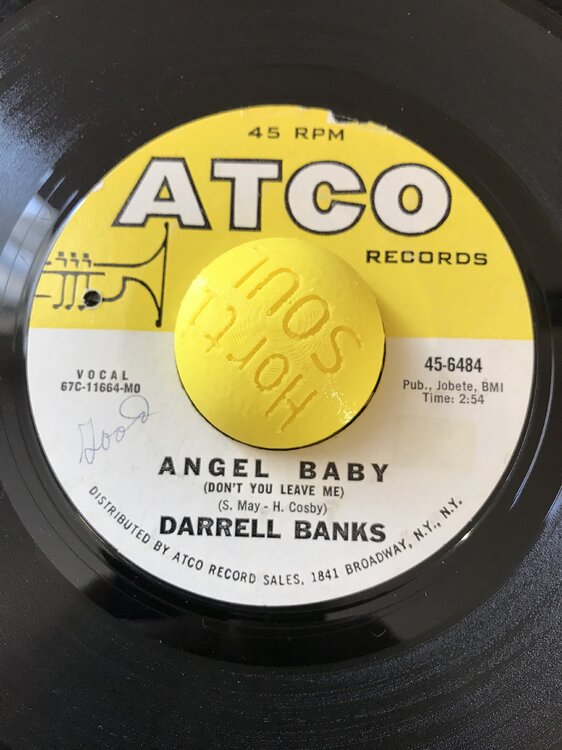 45 RPM
ATCO
RECORDS
HORTI
SOUL
VOCAL
67C-11664-MO
45-6484
Pub., Jobete, BMI
Time: 2:54
Good
ANGEL BABY
(DON'T YOU LEAVE ME)
(S. May - H. Cosby)
DARRELL BANKS
DISTRIBUTED BY ATCO RECORD SALES, 1841 BROADWAY, N.Y., N.Y.